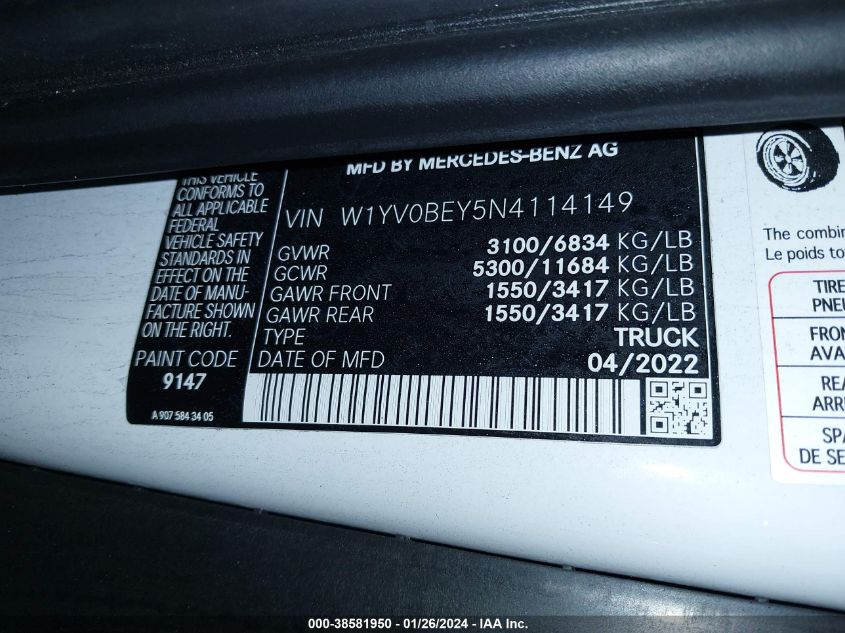 MFD BY MERCEDES-BENZ AG
THIS VEHICLE
CONFORMS TO
ALL APPLICABLE
FEDERAL
VEHICLE SAFETY
STANDARDS IN
EFFECT ON THE
DATE OF MANU-
FACTURE SHOWN
ON THE RIGHT.
PAINT CODE
9147
A 907 584 34 05
VIN W1YV0BEY5N4114149
GVWR 3100/6834 KG/LB
GCWR 5300/11684 KG/LB
GAWR FRONT 1550/3417 KG/LB
GAWR REAR 1550/3417 KG/LB
TYPE TRUCK
DATE OF MFD 04/2022
The combin
Le poids to
TIRE
PNEU
FRON
AVA
REA
ARRI
SPA
DE SE
000-38581950 - 01/26/2024 - IAA Inc.